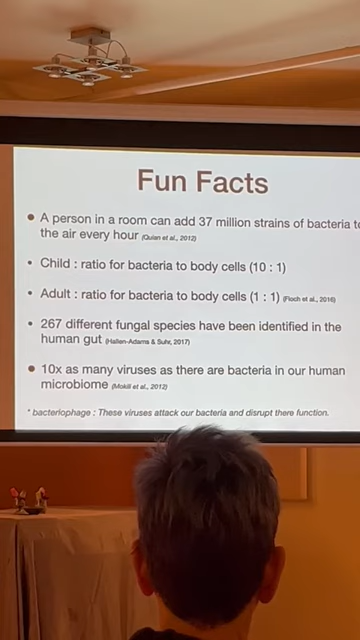 Fun Facts
• A person in a room can add 37 million strains of bacteria to
the air every hour (Quian et al., 2012)
• Child : ratio for bacteria to body cells (10 : 1)
• Adult : ratio for bacteria to body cells (1 : 1) (Floch et al., 2016)
• 267 different fungal species have been identified in the
human gut (Hallen-Adams & Suhr, 2017)
• 10x as many viruses as there are bacteria in our human
microbiome (Mokili et al., 2012)
* bacteriophage : These viruses attack our bacteria and disrupt there function.